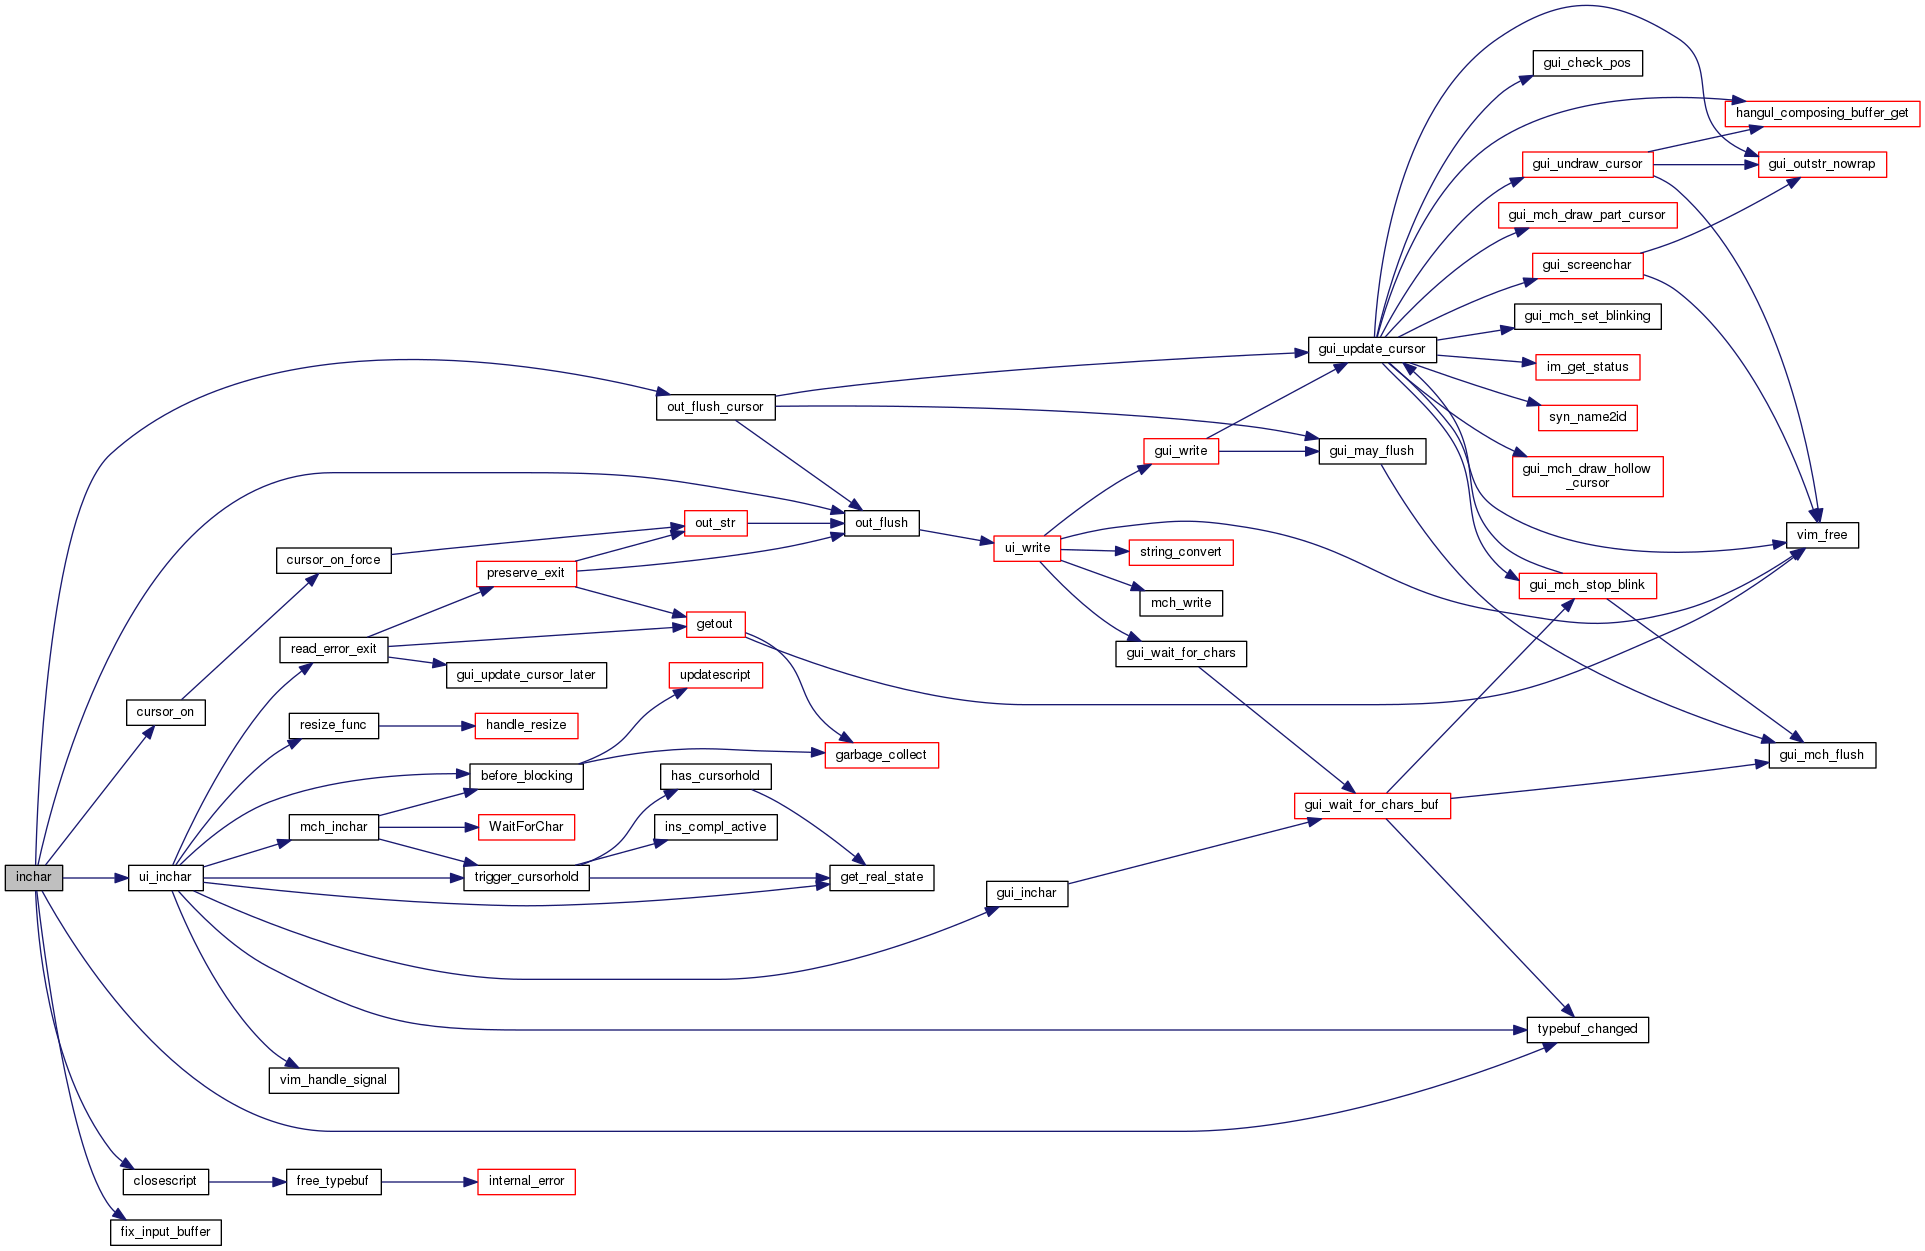 gui_check_pos
hangul_composing_buffer_get
gui_undraw_cursor
gui_outstr_nowrap
gui_mch_draw_part_cursor
gui_screenchar
gui_mch_set_blinking
gui_update_cursor
im_get_status
out_flush_cursor
syn_name2id
gui_write
gui_may_flush
gui_mch_draw_hollow
_cursor
out_str
out_flush
vim_free
ui_write
string_convert
cursor_on_force
preserve_exit
gui_mch_stop_blink
mch_write
getout
read_error_exit
gui_wait_for_chars
gui_update_cursor_later
updatescript
cursor_on
resize_func
handle_resize
garbage_collect
gui_mch_flush
before_blocking
has_cursorhold
gui_wait_for_chars_buf
mch_inchar
WaitForChar
ins_compl_active
inchar
ui_inchar
trigger_cursorhold
get_real_state
gui_inchar
typebuf_changed
vim_handle_signal
closescript
free_typebuf
internal_error
fix_input_buffer